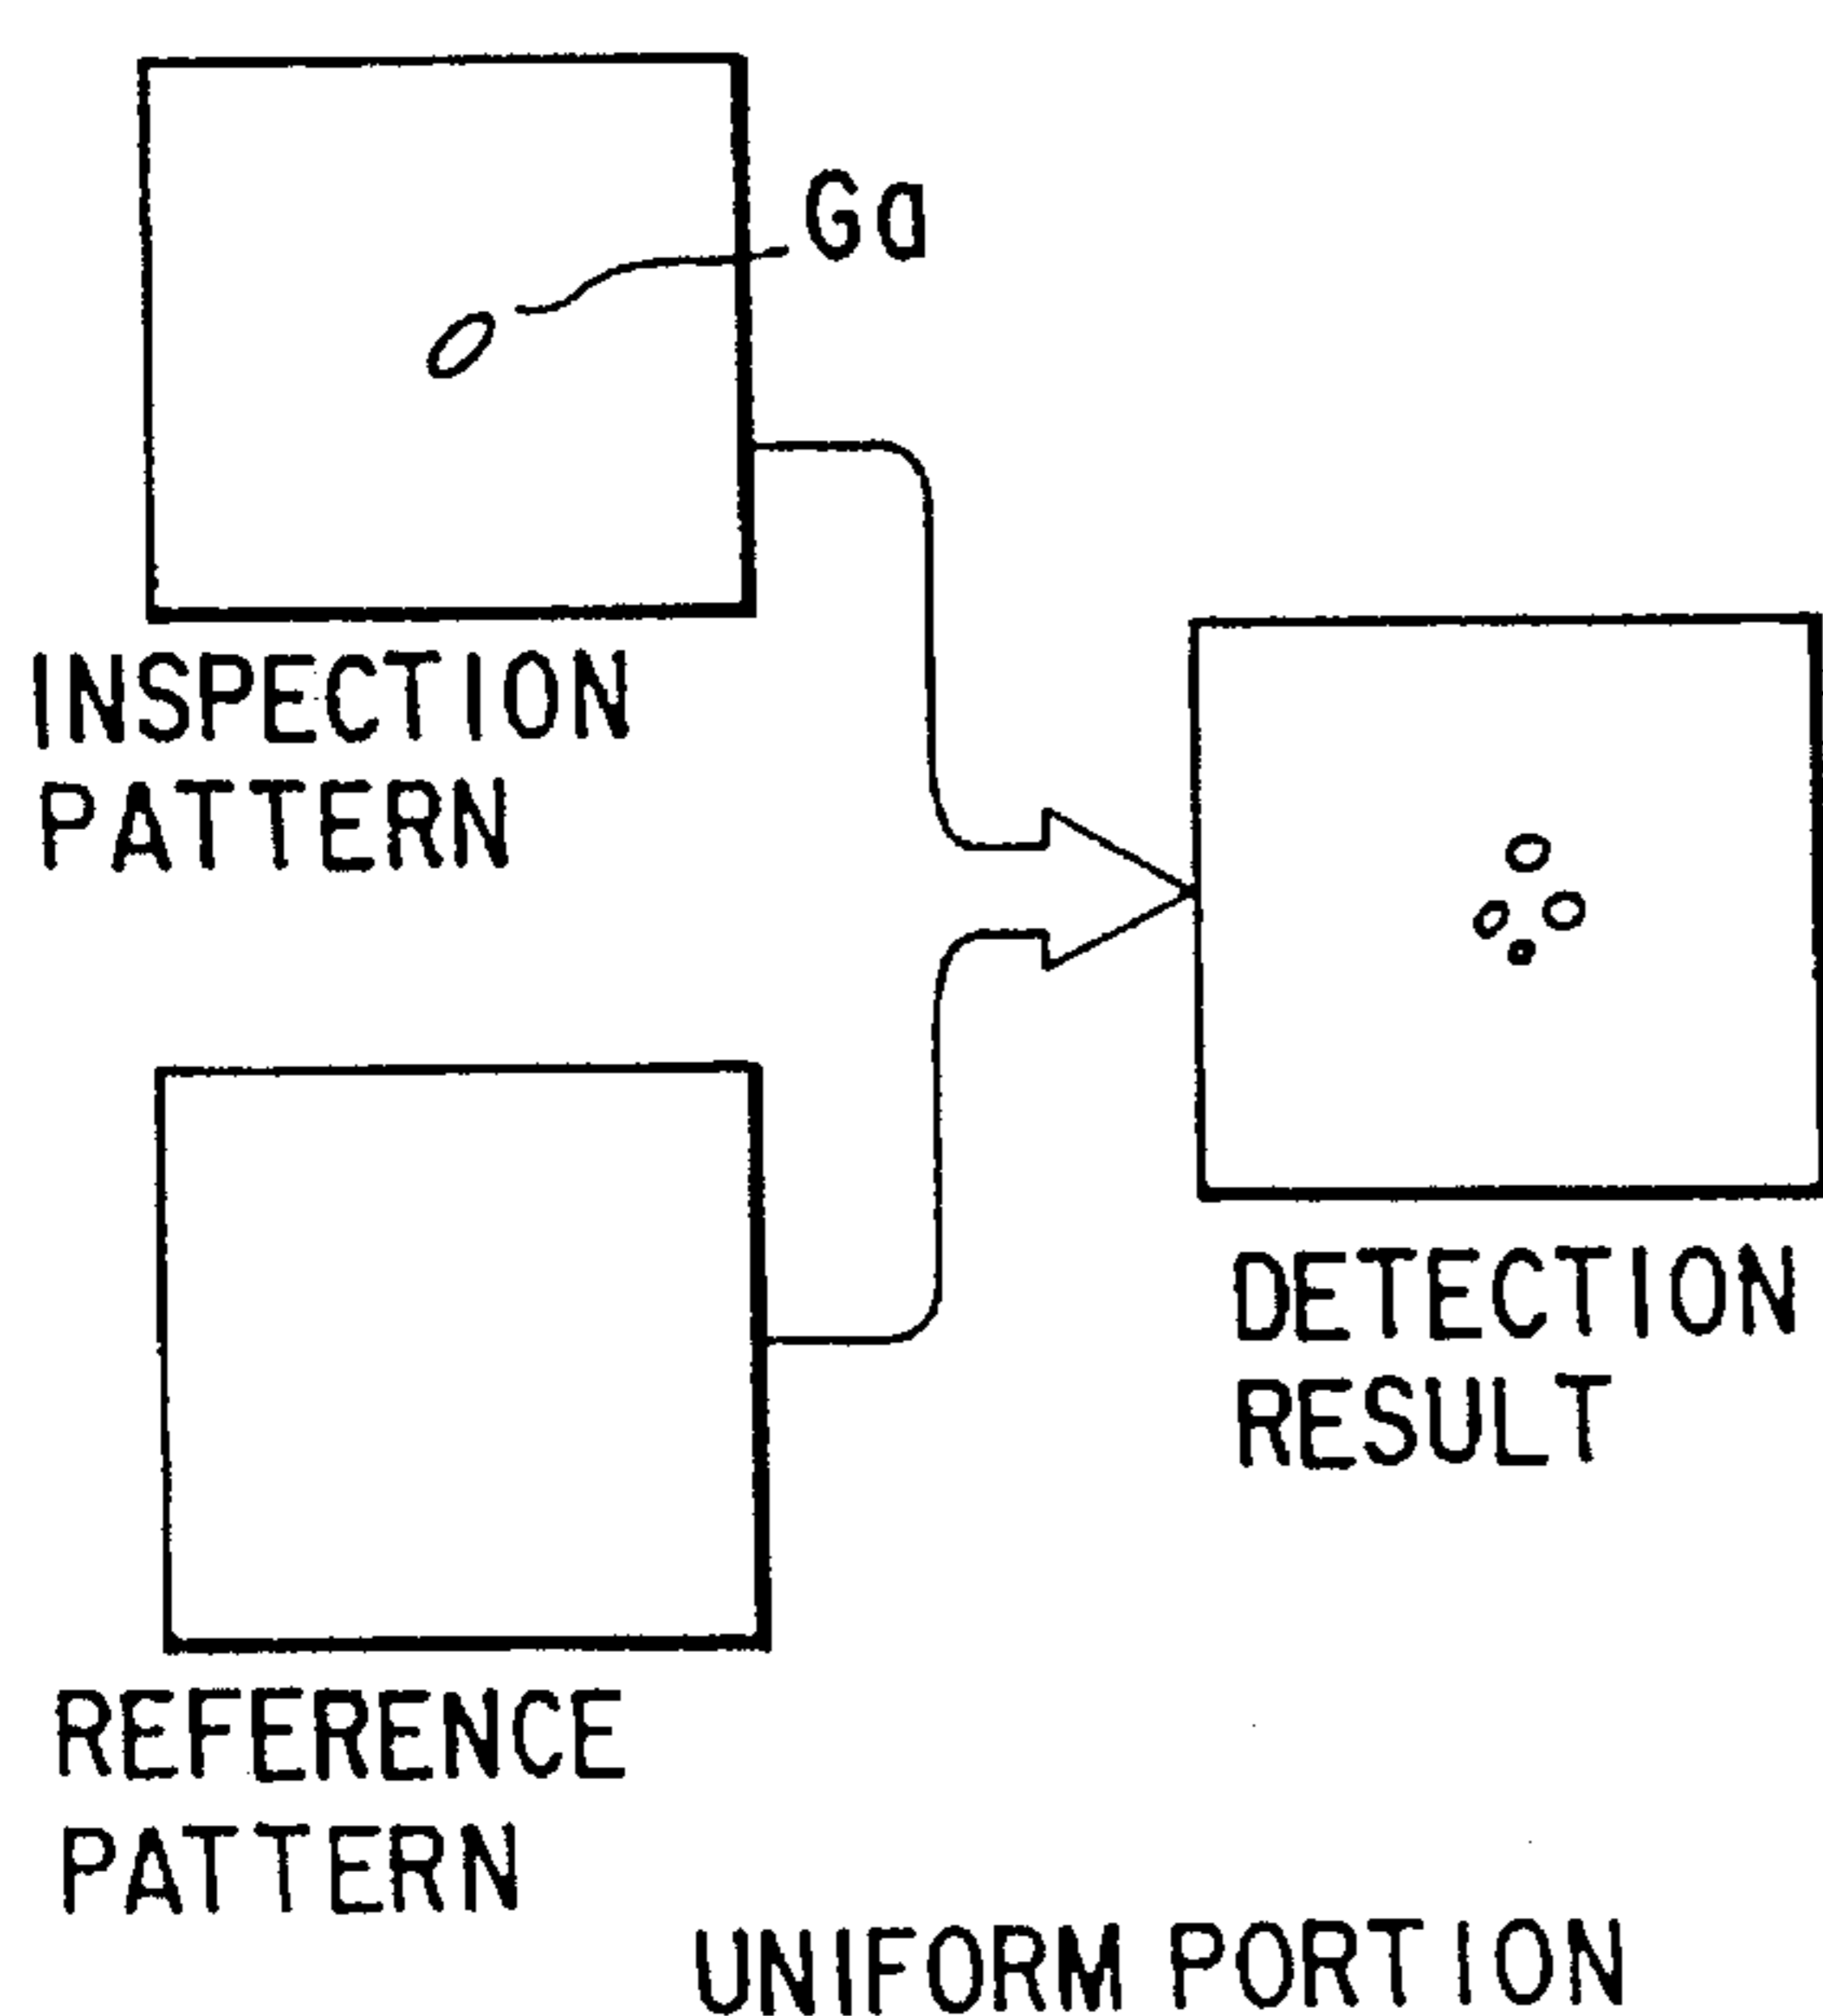 Ga
INSPECTION
PATTERN
DETECTION
RESULT
REFERENCE
PATTERN
UNIFORM PORTION